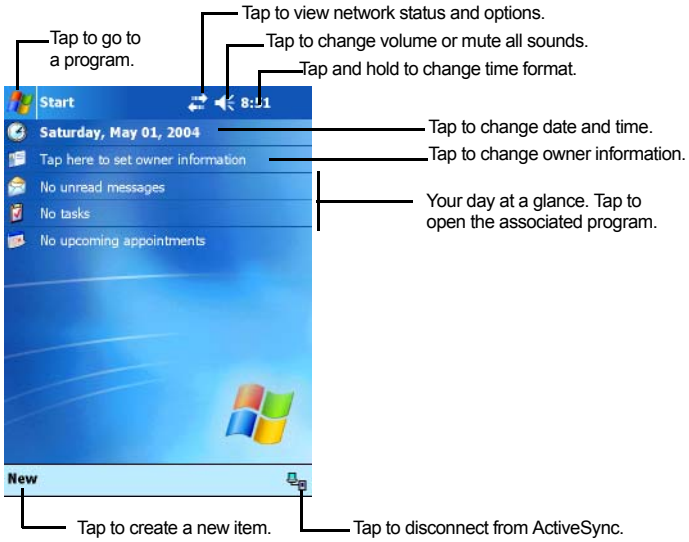 Tap to view network status and options.
Tap to go to
a program.
Tap to change volume or mute all sounds.
Tap and hold to change time format.
Start
8:51
Saturday, May 01, 2004
Tap to change date and time.
Tap here to set owner information
Tap to change owner information.
No unread messages
No tasks
No upcoming appointments
Your day at a glance. Tap to
open the associated program.
New
Tap to create a new item.
Tap to disconnect from ActiveSync.